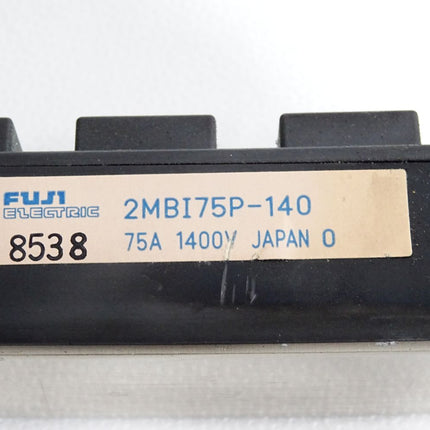 FUJI
ELECTRIC 2MBI75P-140
8538 75A 1400V JAPAN O